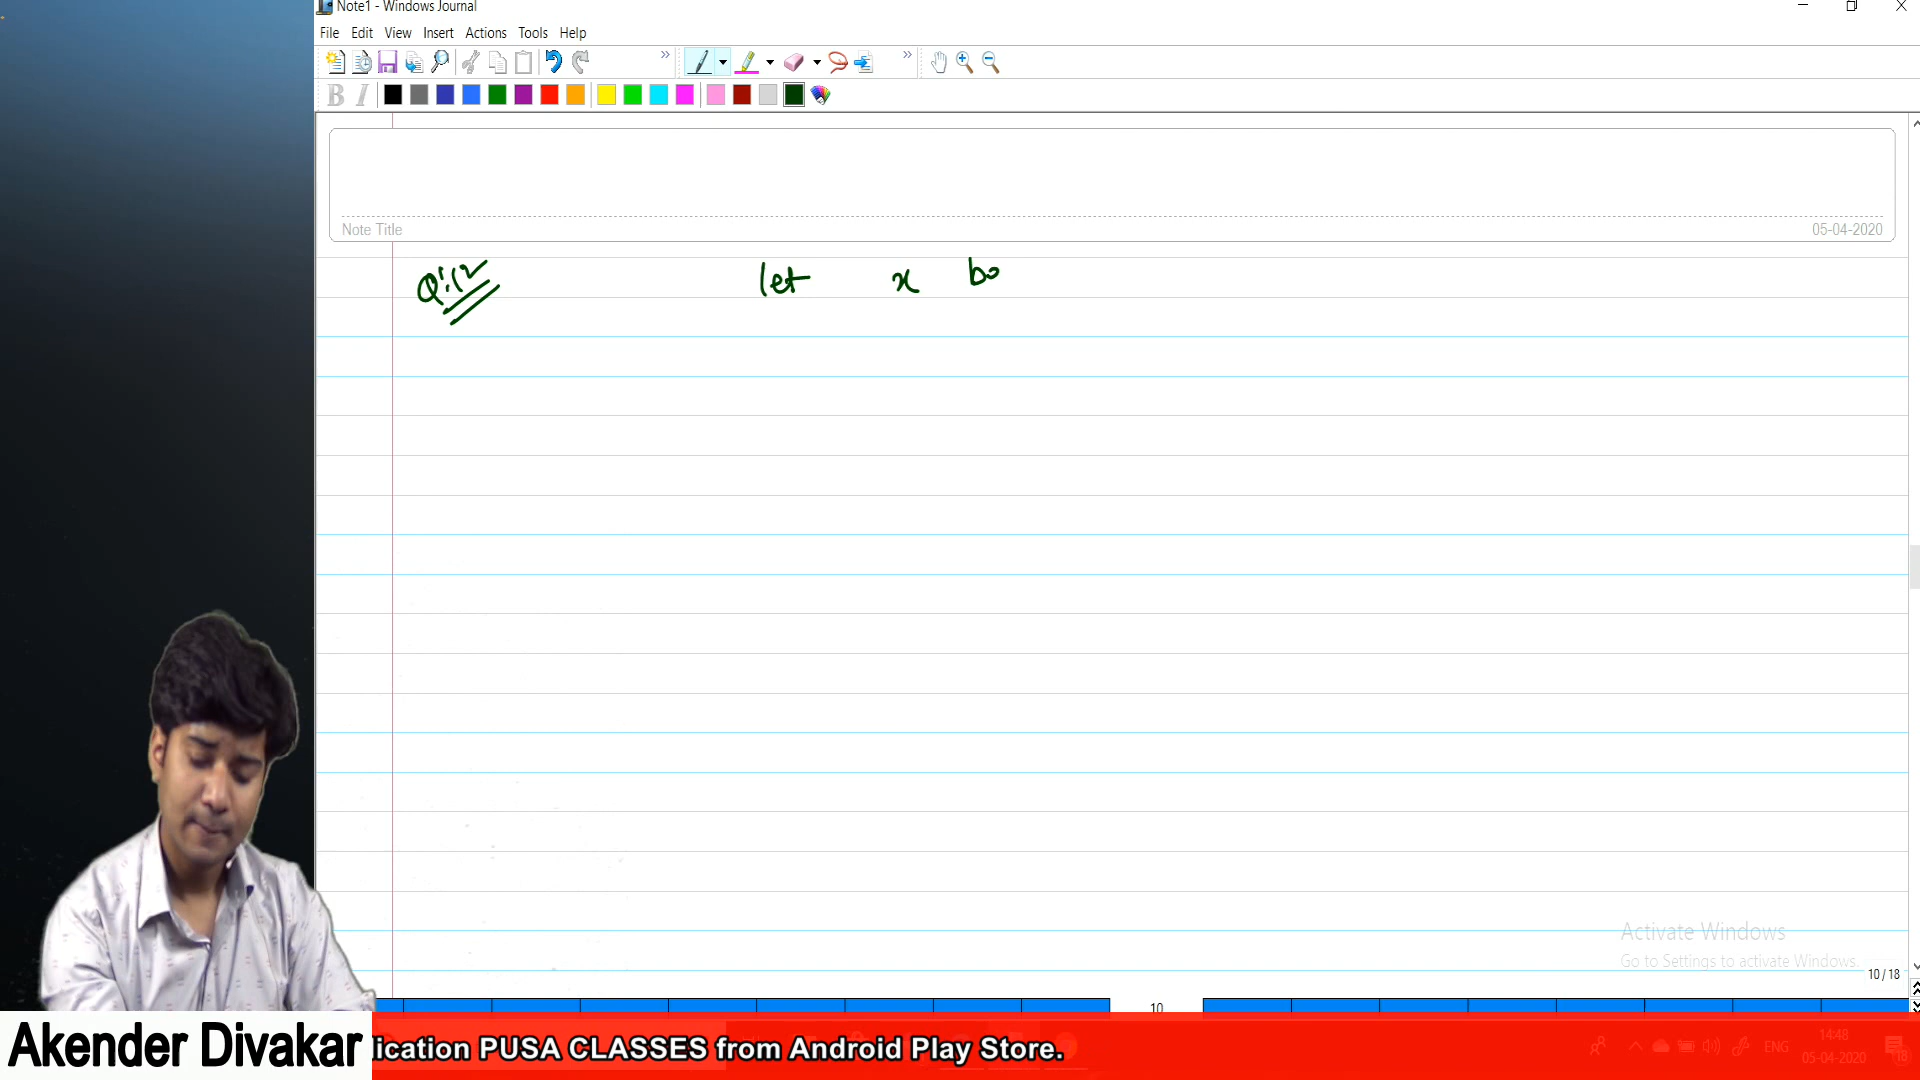 Note1 - Windows Journal
File Edit View Insert Actions Tools Help
B I
Note Title
05-04-2020
Q:12 let x bo
Activate Windows
Go to Settings to activate Windows.
10 / 18
10
Akender Divakar
lication PUSA CLASSES from Android Play Store.
14:48
ENG
05-04-2020
18